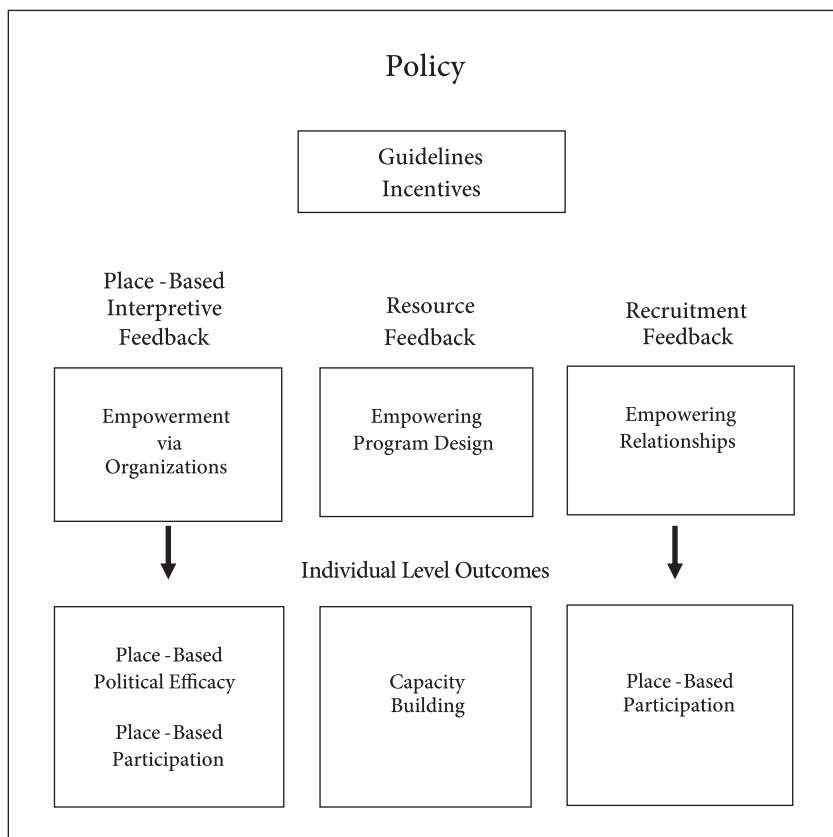 Policy
Guidelines
Incentives
Place-Based
Interpretive
Feedback
Resource
Feedback
Recruitment
Feedback
Empowerment
via
Organizations
Empowering
Program Design
Empowering
Relationships
Individual Level Outcomes
Place-Based
Political Efficacy
Place-Based
Participation
Capacity
Building
Place-Based
Participation